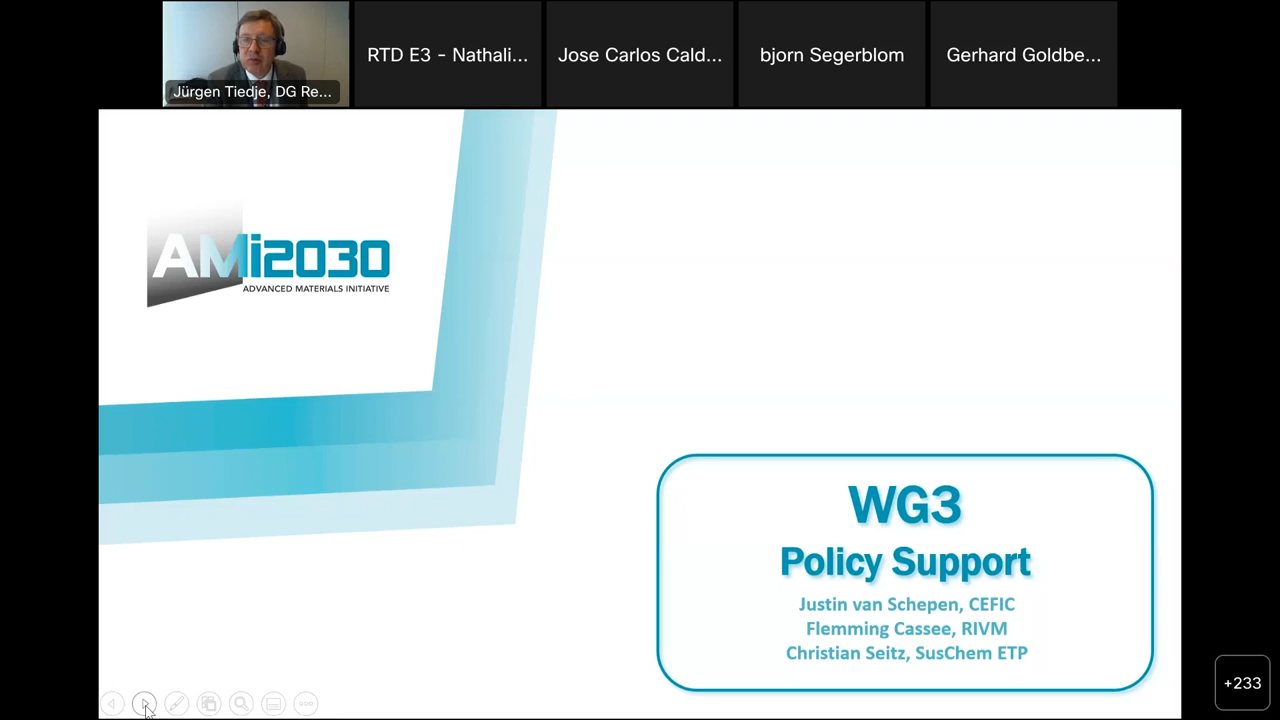 Jürgen Tiedje, DG Re...
RTD E3 - Nathali...
Jose Carlos Cald...
bjorn Segerblom
Gerhard Goldbe...
AMi2030
ADVANCED MATERIALS INITIATIVE
WG3
Policy Support
Justin van Schepen, CEFIC
Flemming Cassee, RIVM
Christian Seitz, SusChem ETP
+233